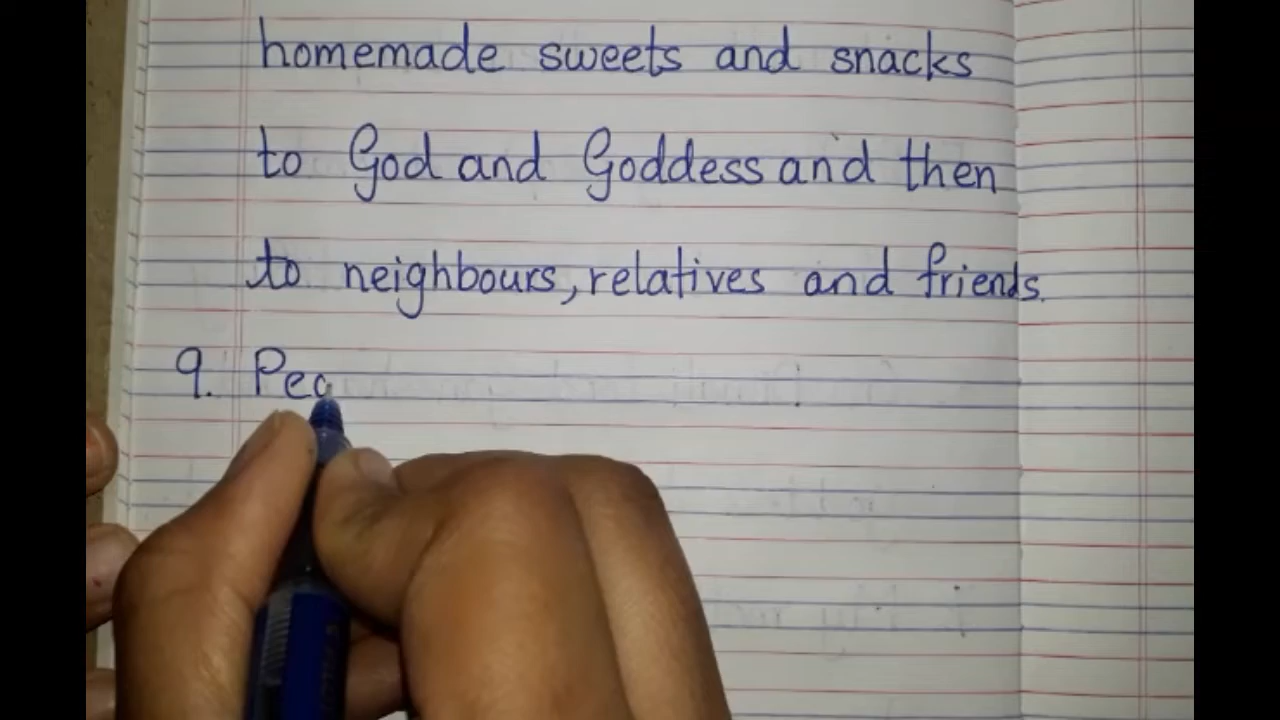 homemade sweets and snacks
to God and Goddess and then
to neighbours, relatives and friends.
9. Peo